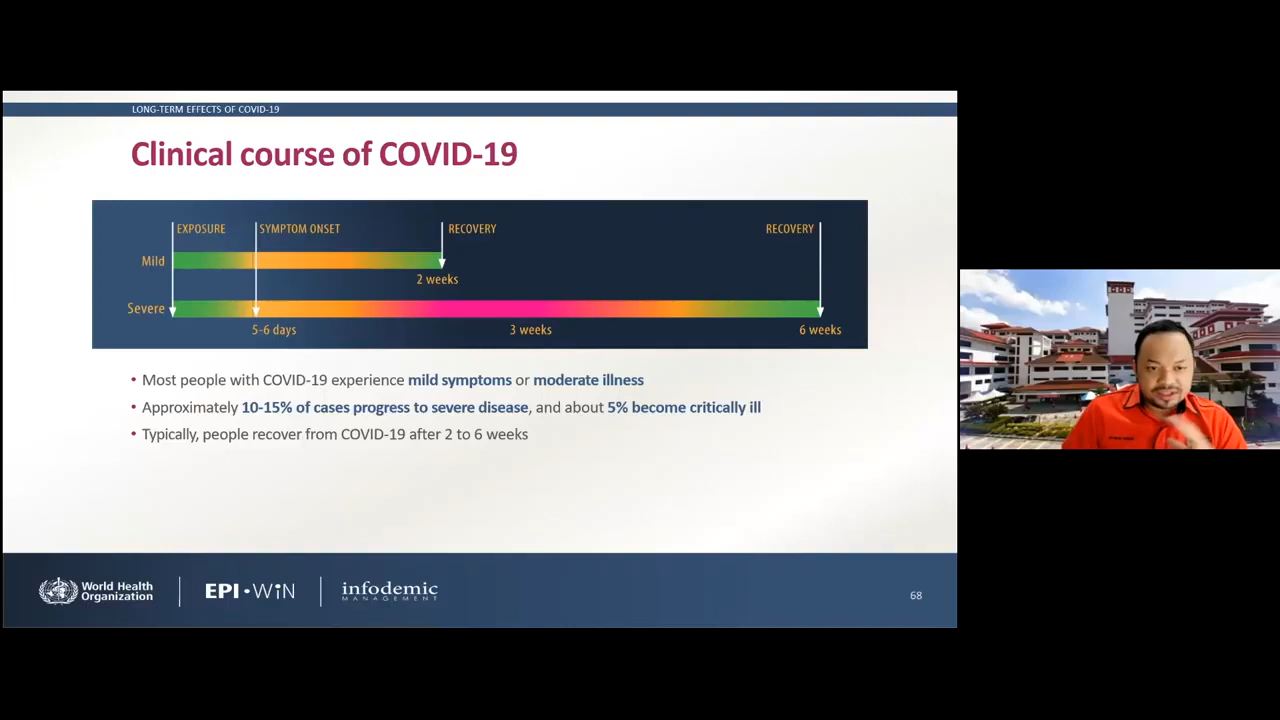 LONG-TERM EFFECTS OF COVID-19
Clinical course of COVID-19
EXPOSURE
SYMPTOM ONSET
RECOVERY
RECOVERY
Mild
2 weeks
Severe
5-6 days
3 weeks
6 weeks
• Most people with COVID-19 experience mild symptoms or moderate illness
• Approximately 10-15% of cases progress to severe disease, and about 5% become critically ill
• Typically, people recover from COVID-19 after 2 to 6 weeks
World Health
Organization
EPI•WiN
infodemic
MANAGEMENT
68